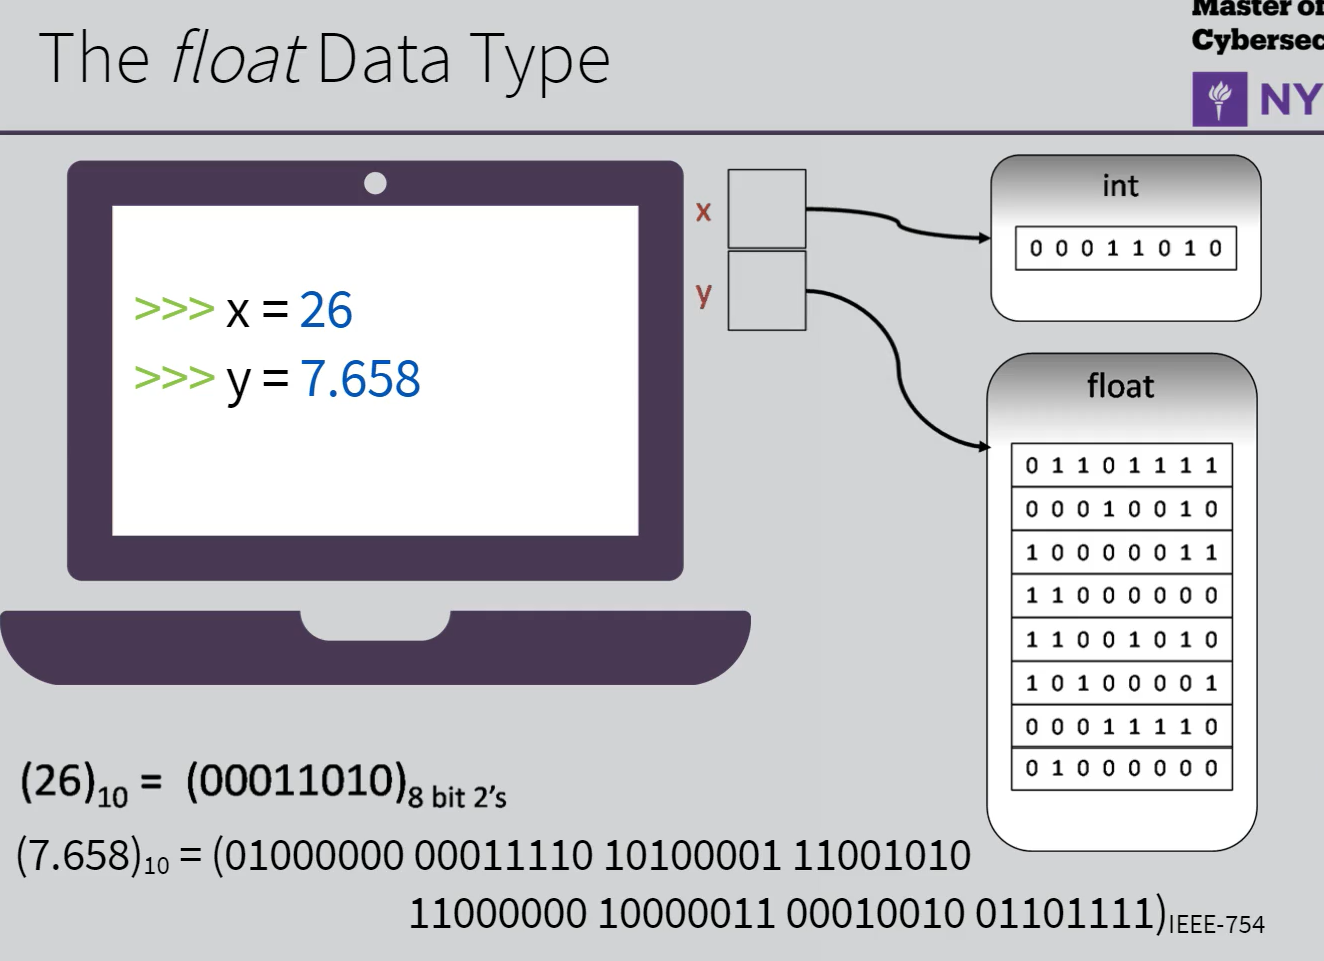 The float Data Type
Master of
Cybersec
NY
>>> x = 26
>>> y = 7.658
x
y
int
0 0 0 1 1 0 1 0
float
0 1 1 0 1 1 1 1
0 0 0 1 0 0 1 0
1 0 0 0 0 0 1 1
1 1 0 0 0 0 0 0
1 1 0 0 1 0 1 0
1 0 1 0 0 0 0 1
0 0 0 1 1 1 1 0
0 1 0 0 0 0 0 0
(26)10 = (00011010)8 bit 2's
(7.658)10 = (01000000 00011110 10100001 11001010
11000000 10000011 00010010 01101111)IEEE-754